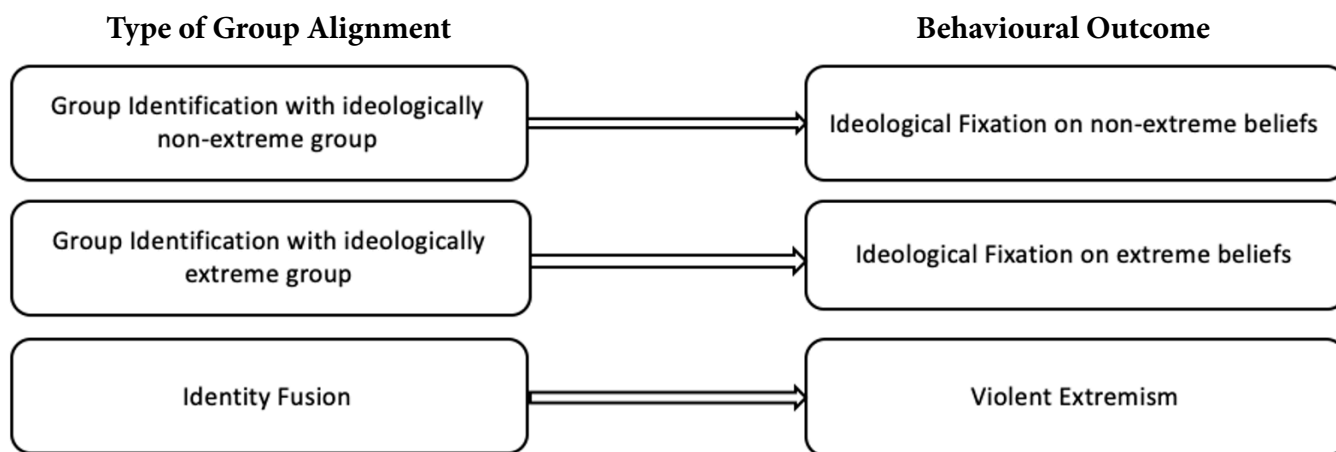 Type of Group Alignment
Behavioural Outcome
Group Identification with ideologically
non-extreme group
Ideological Fixation on non-extreme beliefs
Group Identification with ideologically
extreme group
Ideological Fixation on extreme beliefs
Identity Fusion
Violent Extremism